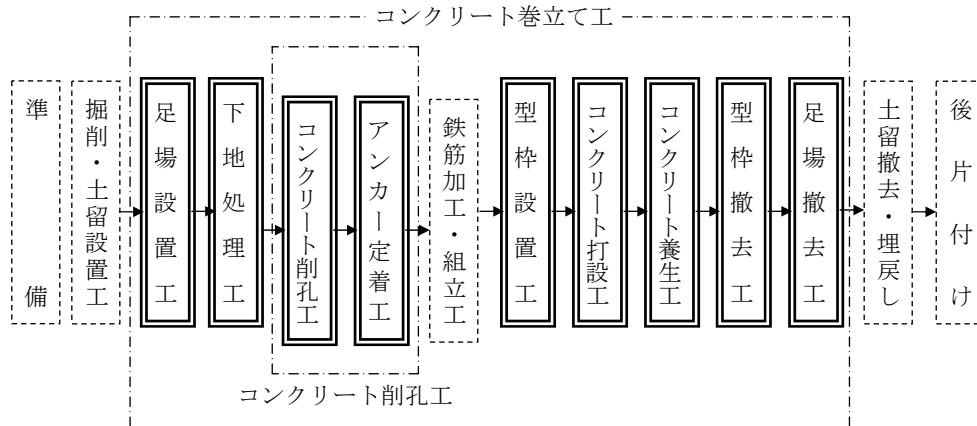 コンクリート巻立て工
準備
掘削・土留設置工
足場設置工
下地処理工
コンクリート削孔工
アンカー定着工
鉄筋加工・組立工
型枠設置工
コンクリート打設工
コンクリート養生工
型枠撤去工
足場撤去工
土留撤去・埋戻し
後片付け
コンクリート削孔工